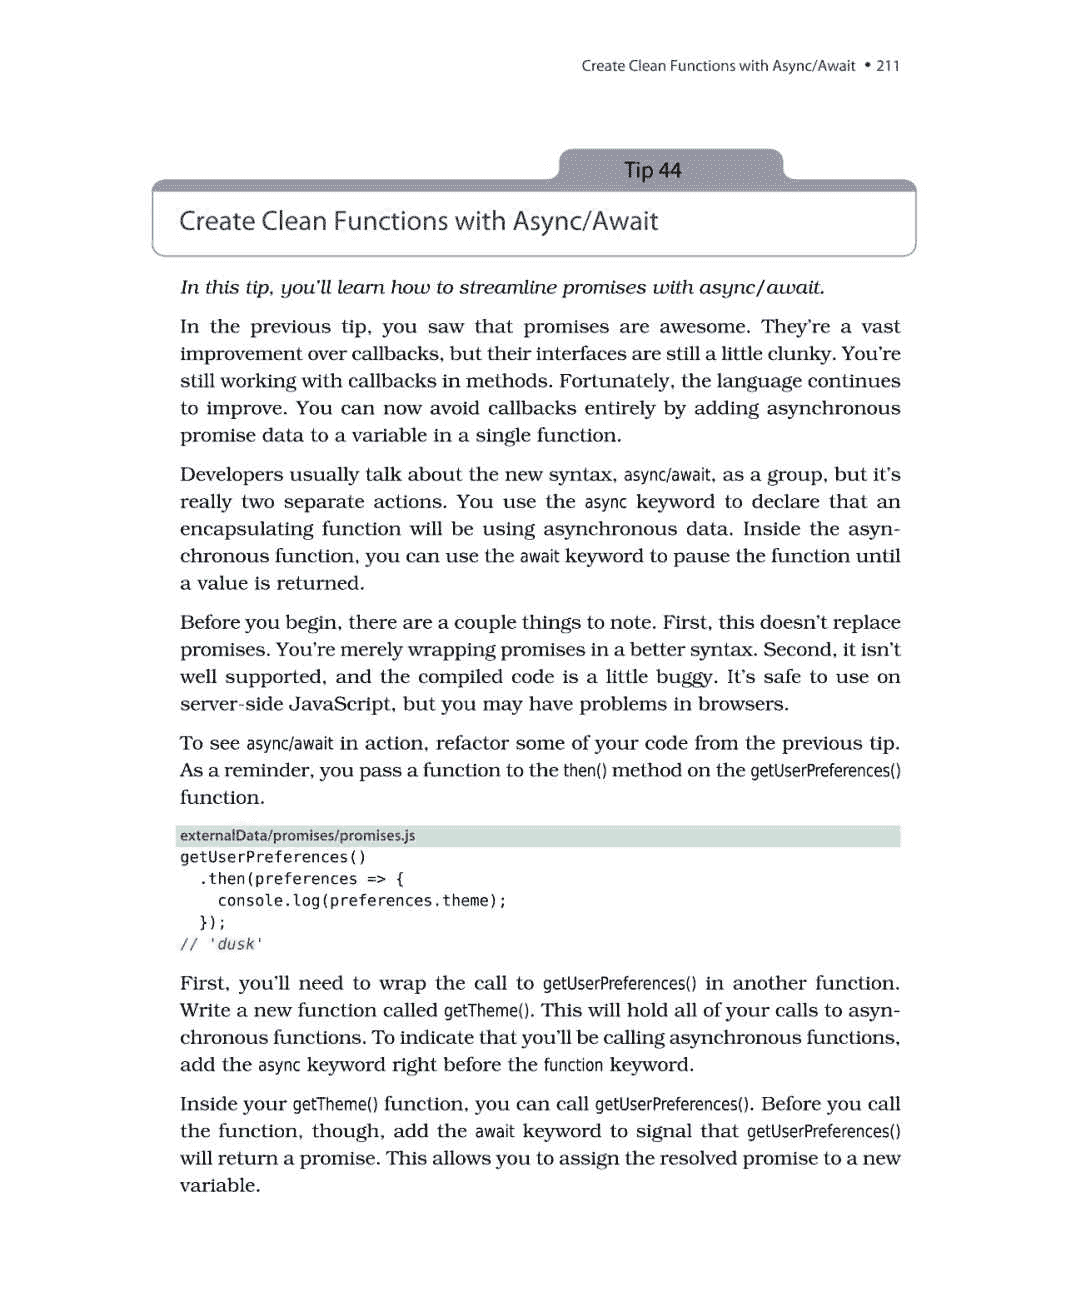 Create Clean Functions with Async/Await • 211
Tip 44
Create Clean Functions with Async/Await
In this tip, you'll learn how to streamline promises with async/await.
In the previous tip, you saw that promises are awesome. They're a vast
improvement over callbacks, but their interfaces are still a little clunky. You're
still working with callbacks in methods. Fortunately, the language continues
to improve. You can now avoid callbacks entirely by adding asynchronous
promise data to a variable in a single function.
Developers usually talk about the new syntax, async/await, as a group, but it's
really two separate actions. You use the async keyword to declare that an
encapsulating function will be using asynchronous data. Inside the asyn-
chronous function, you can use the await keyword to pause the function until
a value is returned.
Before you begin, there are a couple things to note. First, this doesn't replace
promises. You're merely wrapping promises in a better syntax. Second, it isn't
well supported, and the compiled code is a little buggy. It's safe to use on
server-side JavaScript, but you may have problems in browsers.
To see async/await in action, refactor some of your code from the previous tip.
As a reminder, you pass a function to the then() method on the getUserPreferences()
function.
externalData/promises/promises.js
getUserPreferences()
  .then(preferences => {
    console.log(preferences.theme);
  });
// 'dusk'
First, you'll need to wrap the call to getUserPreferences() in another function.
Write a new function called getTheme(). This will hold all of your calls to asyn-
chronous functions. To indicate that you'll be calling asynchronous functions,
add the async keyword right before the function keyword.
Inside your getTheme() function, you can call getUserPreferences(). Before you call
the function, though, add the await keyword to signal that getUserPreferences()
will return a promise. This allows you to assign the resolved promise to a new
variable.